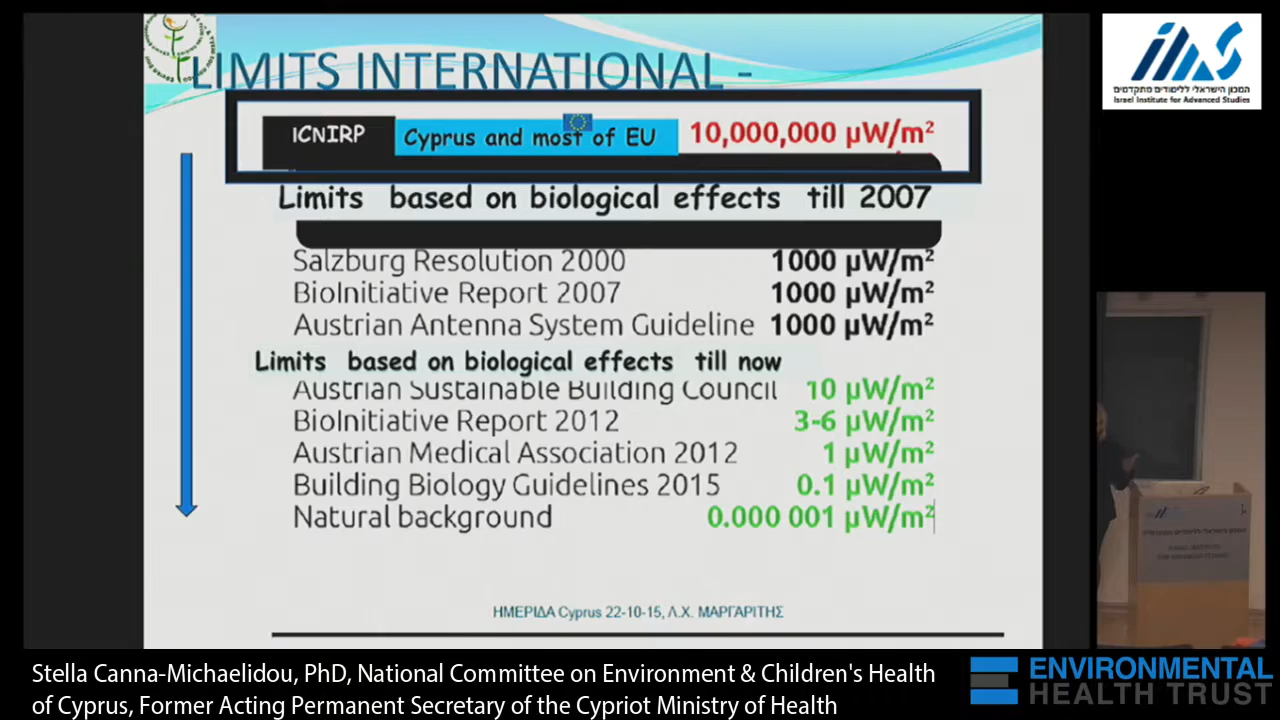 LIMITS INTERNATIONAL -
ICNIRP Cyprus and most of EU 10,000,000 µW/m²
Limits based on biological effects till 2007
Salzburg Resolution 2000 1000 µW/m²
BioInitiative Report 2007 1000 µW/m²
Austrian Antenna System Guideline 1000 µW/m²
Limits based on biological effects till now
Austrian Sustainable Building Council 10 µW/m²
BioInitiative Report 2012 3-6 µW/m²
Austrian Medical Association 2012 1 µW/m²
Building Biology Guidelines 2015 0.1 µW/m²
Natural background 0.000 001 µW/m²
ΗΜΕΡΙΔΑ Cyprus 22-10-15, Λ.Χ. ΜΑΡΓΑΡΙΤΗΣ
המכון הישראלי ללימודים מתקדמים
Israel Institute for Advanced Studies
Stella Canna-Michaelidou, PhD, National Committee on Environment & Children's Health
of Cyprus, Former Acting Permanent Secretary of the Cypriot Ministry of Health
ENVIRONMENTAL
HEALTH TRUST